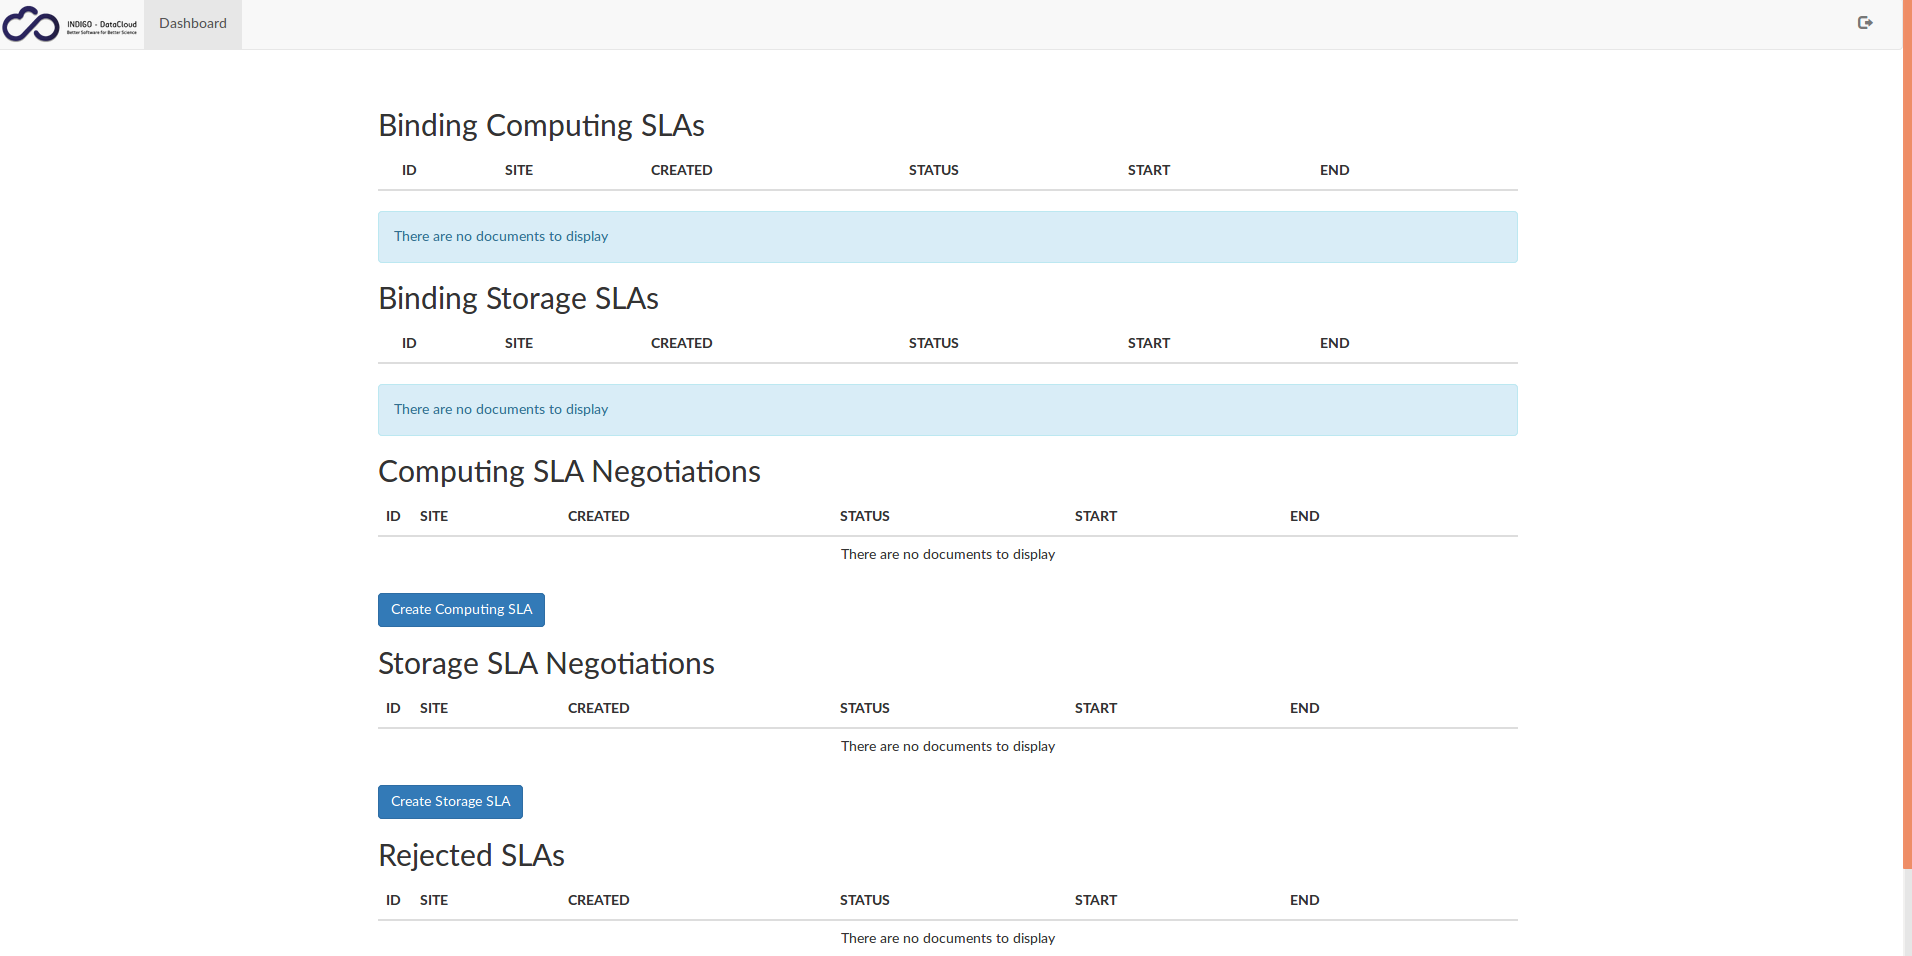 INDIGO - DataCloud
Better Software for Better Science
Dashboard
Binding Computing SLAs
ID SITE CREATED STATUS START END
There are no documents to display
Binding Storage SLAs
ID SITE CREATED STATUS START END
There are no documents to display
Computing SLA Negotiations
ID SITE CREATED STATUS START END
There are no documents to display
Create Computing SLA
Storage SLA Negotiations
ID SITE CREATED STATUS START END
There are no documents to display
Create Storage SLA
Rejected SLAs
ID SITE CREATED STATUS START END
There are no documents to display